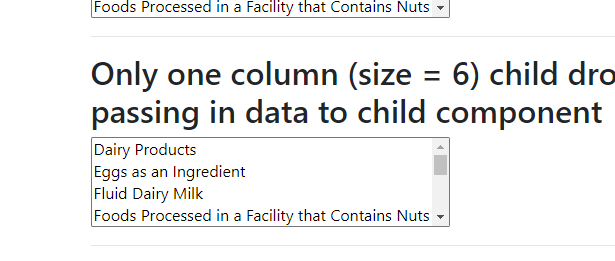 Foods Processed in a Facility that Contains Nuts
Only one column (size = 6) child dro
passing in data to child component
Dairy Products
Eggs as an Ingredient
Fluid Dairy Milk
Foods Processed in a Facility that Contains Nuts